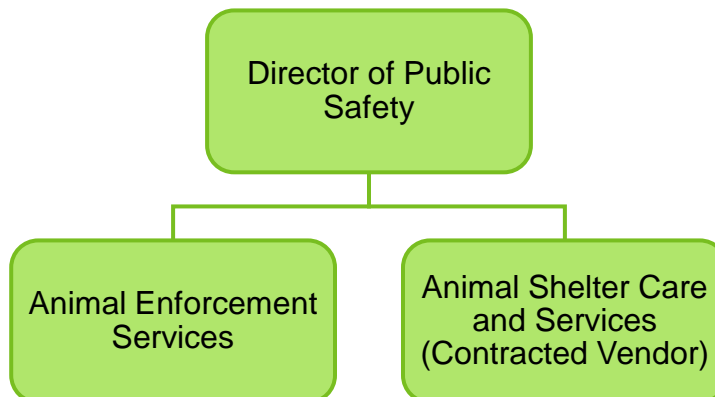 Director of Public
Safety
Animal Enforcement
Services
Animal Shelter Care
and Services
(Contracted Vendor)